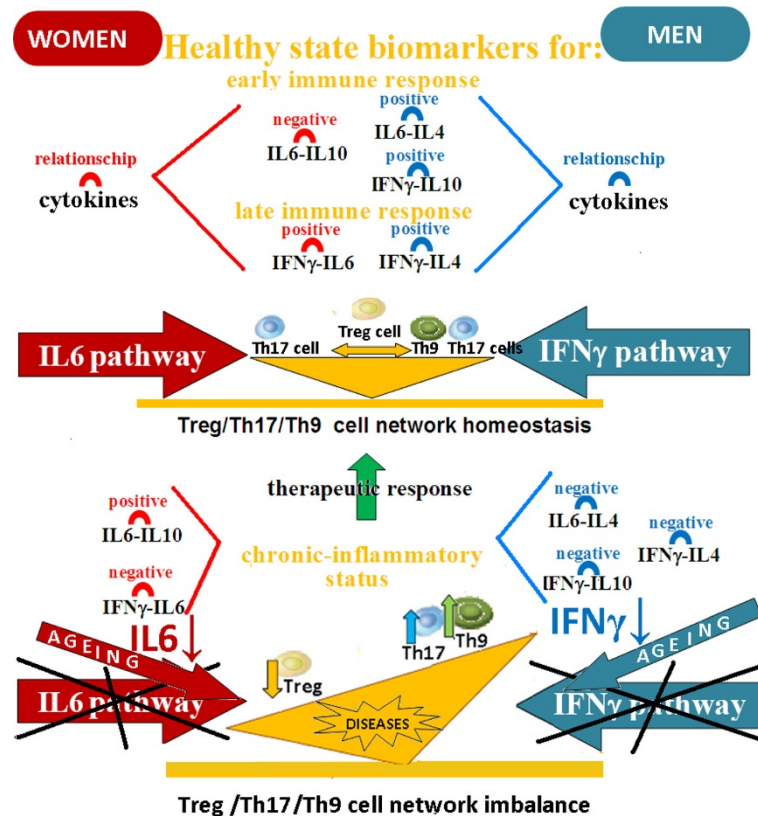 WOMEN
Healthy state biomarkers for:
MEN
early immune response
negative
IL6-IL10
positive
IL6-IL4
positive
IFNγ-IL10
relationschip
cytokines
relationschip
cytokines
late immune response
positive
IFNγ-IL6
positive
IFNγ-IL4
IL6 pathway
Th17 cell
Treg cell
Th9
Th17 cells
IFNγ pathway
Treg/Th17/Th9 cell network homeostasis
therapeutic response
positive
IL6-IL10
negative
IFNγ-IL6
chronic-inflammatory
status
negative
IL6-IL4
negative
IFNγ-IL4
negative
IFNγ-IL10
IL6
AGEING
IL6 pathway
Treg
Th17
Th9
DISEASES
IFNγ
AGEING
IFNγ pathway
Treg /Th17/Th9 cell network imbalance